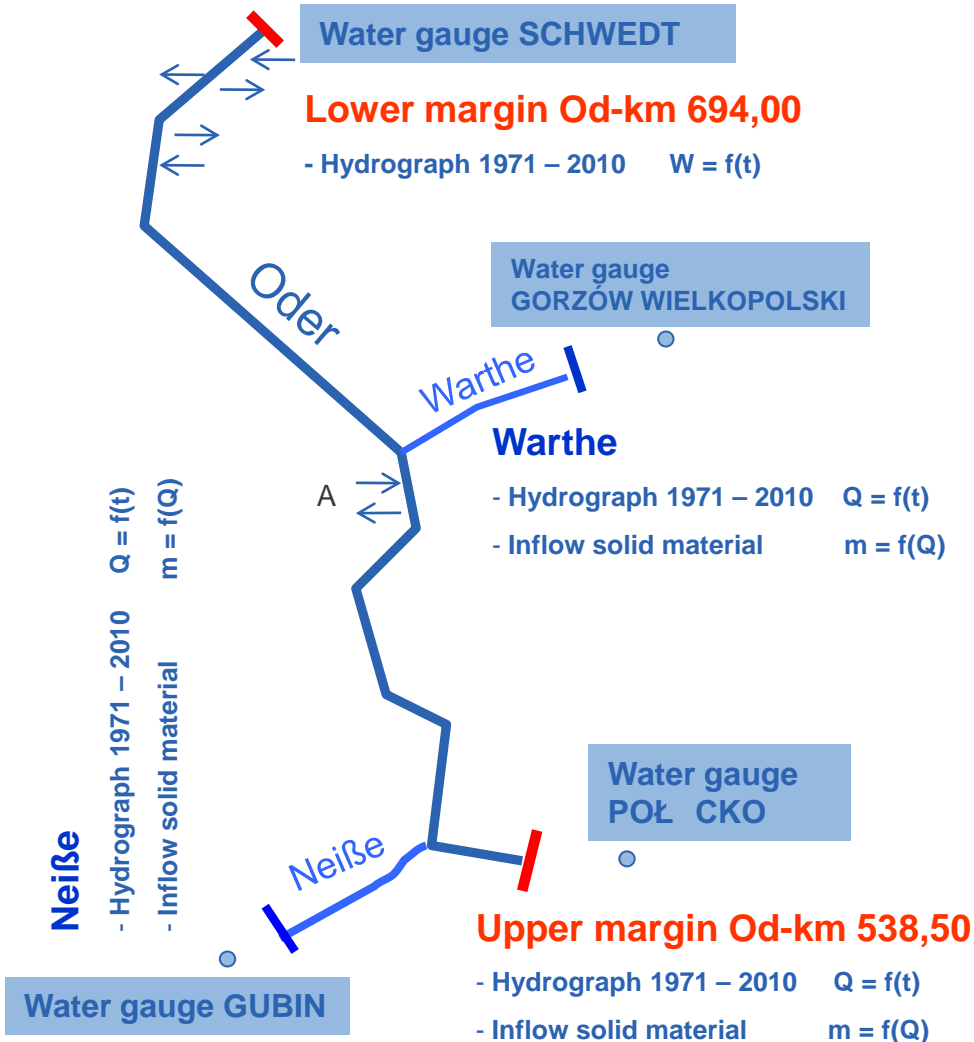 Water gauge SCHWEDT
Lower margin Od-km 694,00
- Hydrograph 1971 – 2010 W = f(t)
Oder
Water gauge
GORZÓW WIELKOPOLSKI
Warthe
Warthe
- Hydrograph 1971 – 2010 Q = f(t)
- Inflow solid material m = f(Q)
A
Neiße
- Hydrograph 1971 – 2010 Q = f(t)
- Inflow solid material m = f(Q)
Water gauge
POŁ CKO
Neiße
Upper margin Od-km 538,50
- Hydrograph 1971 – 2010 Q = f(t)
- Inflow solid material m = f(Q)
Water gauge GUBIN